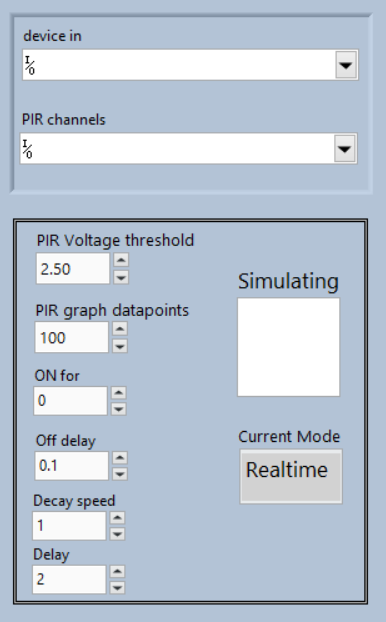 device in
I/O
PIR channels
I/O
PIR Voltage threshold
2.50
PIR graph datapoints
100
ON for
0
Off delay
0.1
Decay speed
1
Delay
2
Simulating
Current Mode
Realtime